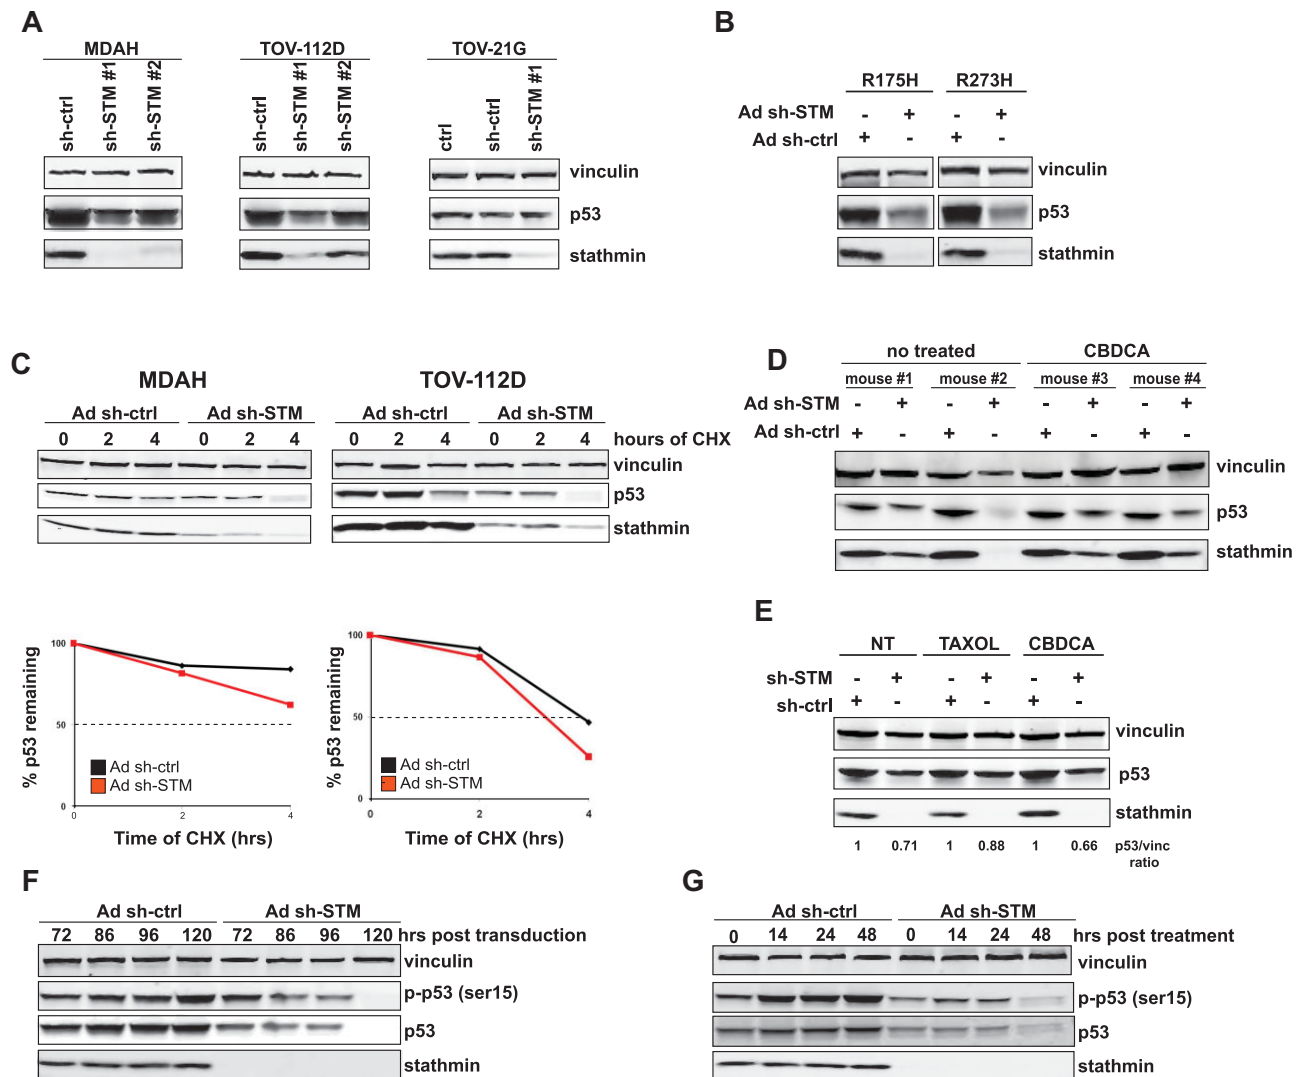 A
MDAH
TOV-112D
TOV-21G
sh-ctrl
sh-STM #1
sh-STM #2
sh-ctrl
sh-STM #1
sh-STM #2
ctrl
sh-ctrl
sh-STM #1
vinculin
p53
stathmin
B
R175H R273H
Ad sh-STM - + - +
Ad sh-ctrl + - + -
vinculin
p53
stathmin
C
MDAH TOV-112D
Ad sh-ctrl Ad sh-STM Ad sh-ctrl Ad sh-STM
0 2 4 0 2 4 0 2 4 0 2 4 hours of CHX
vinculin
p53
stathmin
% p53 remaining
100
50
0
0 2 4
Ad sh-ctrl
Ad sh-STM
Time of CHX (hrs)
% p53 remaining
100
50
0
0 2 4
Ad sh-ctrl
Ad sh-STM
Time of CHX (hrs)
D
no treated CBDCA
mouse #1 mouse #2 mouse #3 mouse #4
Ad sh-STM - + - + - + - +
Ad sh-ctrl + - + - + - + -
vinculin
p53
stathmin
E
NT TAXOL CBDCA
sh-STM - + - + - +
sh-ctrl + - + - + -
vinculin
p53
stathmin
1 0.71 1 0.88 1 0.66 p53/vinc
ratio
F
Ad sh-ctrl Ad sh-STM
72 86 96 120 72 86 96 120 hrs post transduction
vinculin
p-p53 (ser15)
p53
stathmin
G
Ad sh-ctrl Ad sh-STM
0 14 24 48 0 14 24 48 hrs post treatment
vinculin
p-p53 (ser15)
p53
stathmin